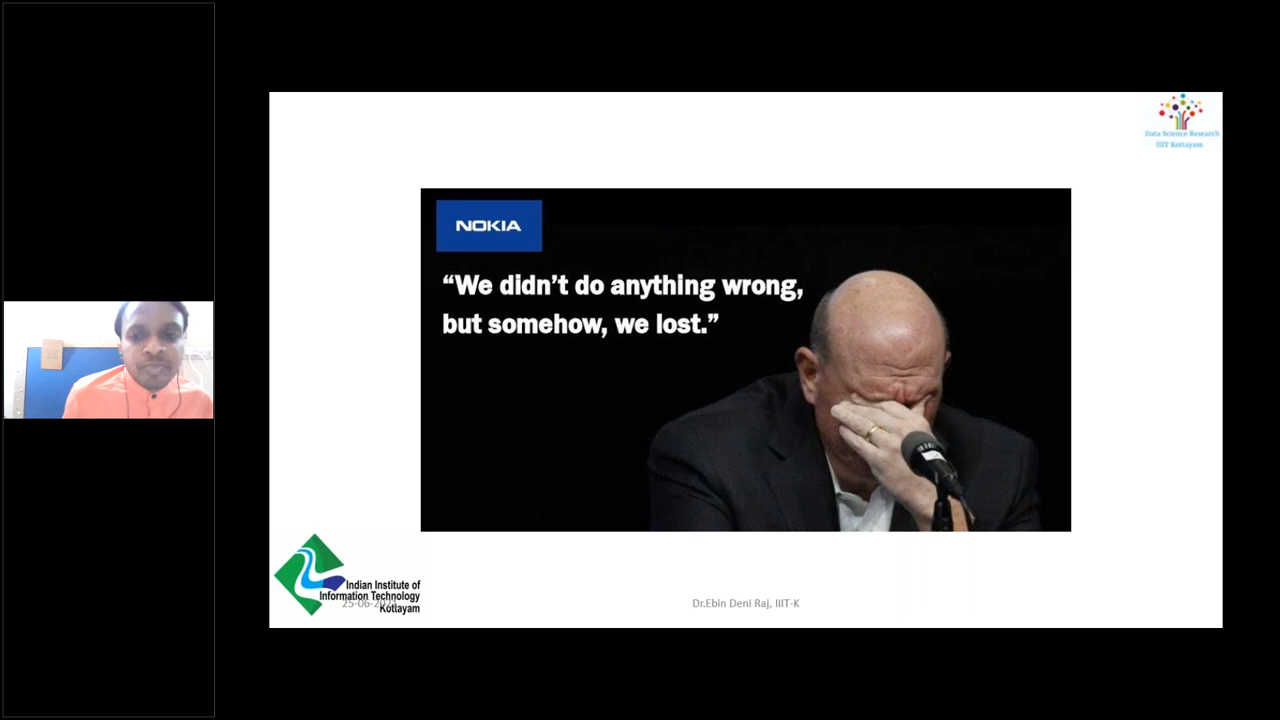 Data Science Research
IIIT Kottayam
NOKIA
“We didn’t do anything wrong,
but somehow, we lost.”
Indian Institute of
Information Technology
Kottayam
Dr.Ebin Deni Raj, IIIT-K